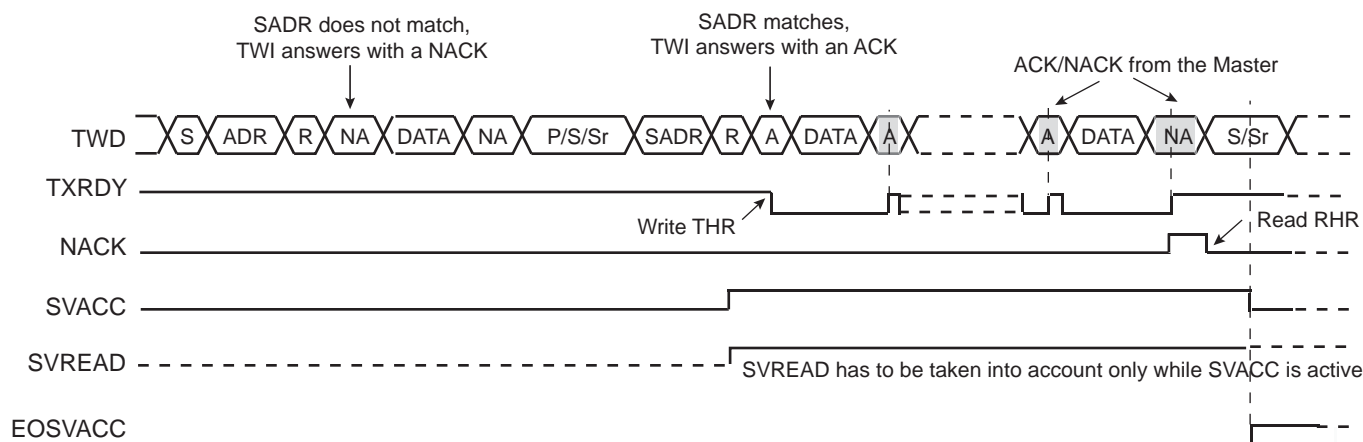 SADR does not match,
TWI answers with a NACK
SADR matches,
TWI answers with an ACK
ACK/NACK from the Master
TWD S ADR R NA DATA NA P/S/Sr SADR R A DATA A A DATA NA S/Sr
TXRDY
Write THR
Read RHR
NACK
SVACC
SVREAD
SVREAD has to be taken into account only while SVACC is active
EOSVACC